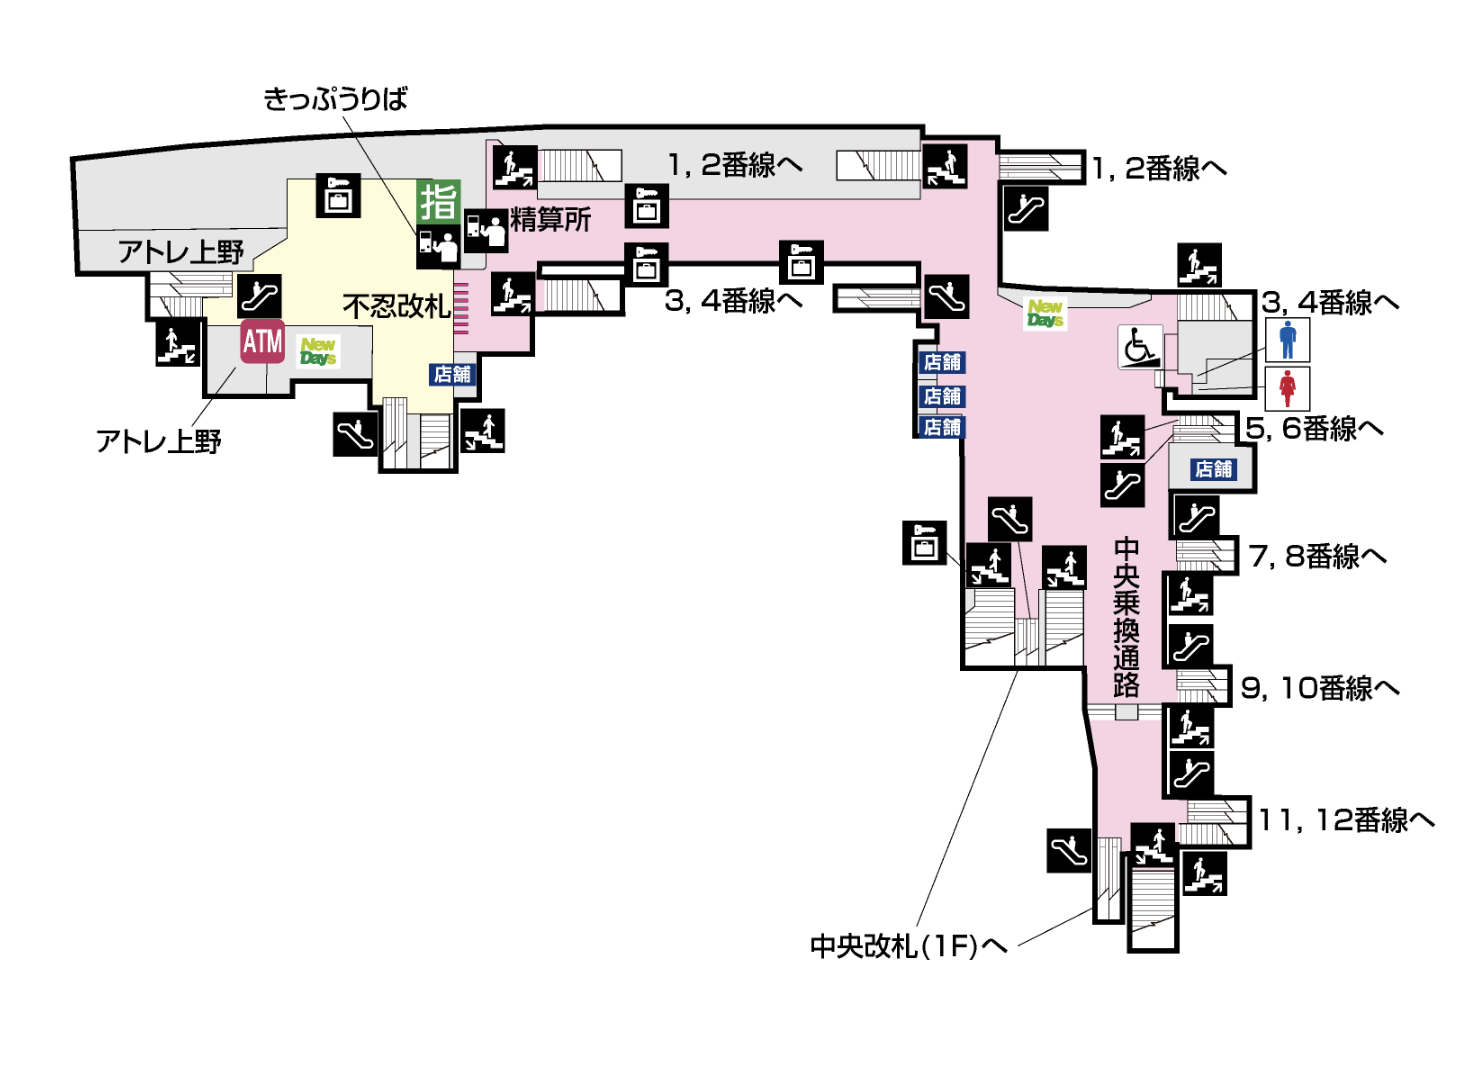 きっぷうりば
1, 2番線へ
1, 2番線へ
指
精算所
アトレ上野
3, 4番線へ
3, 4番線へ
不忍改札
New Days
ATM
New Days
店舗
店舗
店舗
店舗
アトレ上野
5, 6番線へ
店舗
7, 8番線へ
中央乗換通路
9, 10番線へ
11, 12番線へ
中央改札(1F)へ